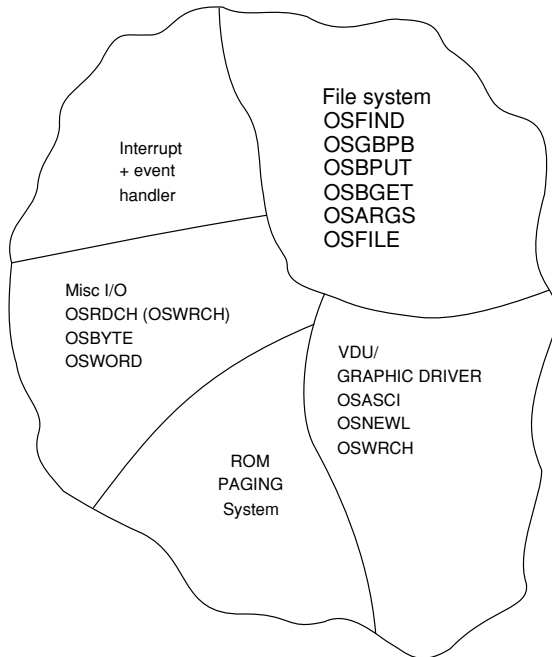 File system
OSFIND
OSGBPB
OSBPUT
OSBGET
OSARGS
OSFILE
Interrupt
+ event
handler
Misc I/O
OSRDCH (OSWRCH)
OSBYTE
OSWORD
VDU/
GRAPHIC DRIVER
OSASCI
OSNEWL
OSWRCH
ROM
PAGING
System